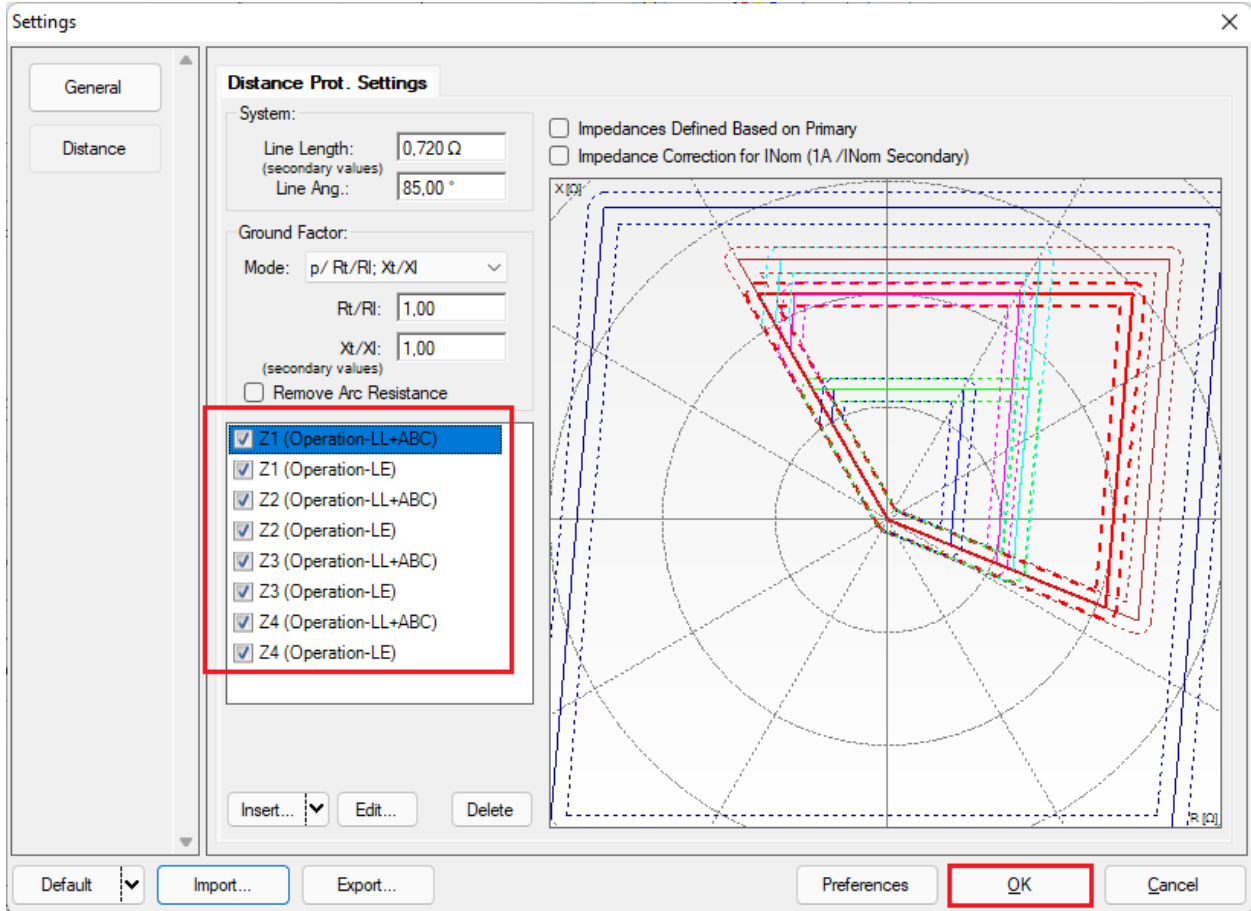 Settings
General
Distance
Distance Prot. Settings
System:
Line Length: 0,720 Ω
(secondary values)
Line Ang.: 85,00 °
Ground Factor:
Mode: p/ Rt/Rl; Xt/Xl
Rt/Rl: 1,00
Xt/Xl: 1,00
(secondary values)
Remove Arc Resistance
Z1 (Operation-LL+ABC)
Z1 (Operation-LE)
Z2 (Operation-LL+ABC)
Z2 (Operation-LE)
Z3 (Operation-LL+ABC)
Z3 (Operation-LE)
Z4 (Operation-LL+ABC)
Z4 (Operation-LE)
Insert...
Edit...
Delete
Impedances Defined Based on Primary
Impedance Correction for INom (1A /INom Secondary)
X [Ω]
R [Ω]
Default
Import...
Export...
Preferences
OK
Cancel